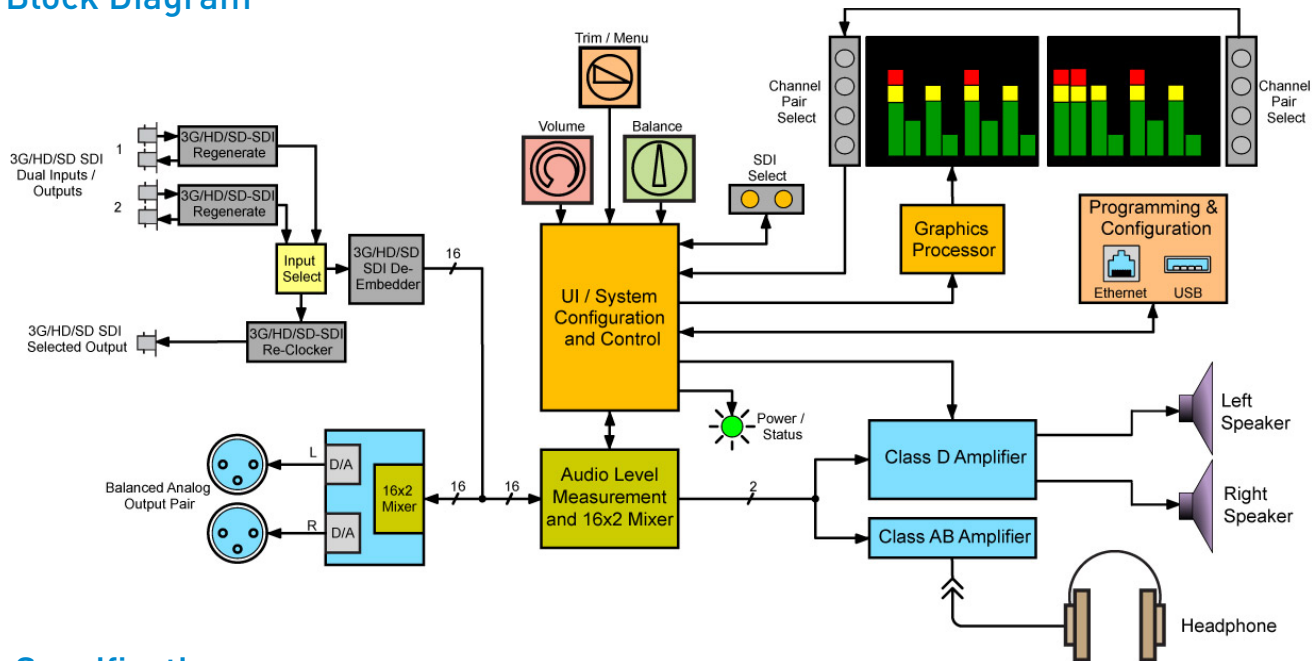 Block Diagram
Trim / Menu
Volume
Balance
SDI
Select
Channel
Pair
Select
Channel
Pair
Select
3G/HD/SD SDI
Dual Inputs /
Outputs
1
2
3G/HD/SD-SDI
Regenerate
3G/HD/SD-SDI
Regenerate
Input
Select
3G/HD/SD
SDI De-
Embedder
16
3G/HD/SD SDI
Selected Output
3G/HD/SD-SDI
Re-Clocker
UI / System
Configuration
and Control
Graphics
Processor
Programming &
Configuration
Ethernet
USB
Power /
Status
Balanced Analog
Output Pair
L
R
D/A
D/A
16x2
Mixer
16
16
Audio Level
Measurement
and 16x2 Mixer
2
Class D Amplifier
Class AB Amplifier
Left
Speaker
Right
Speaker
Headphone